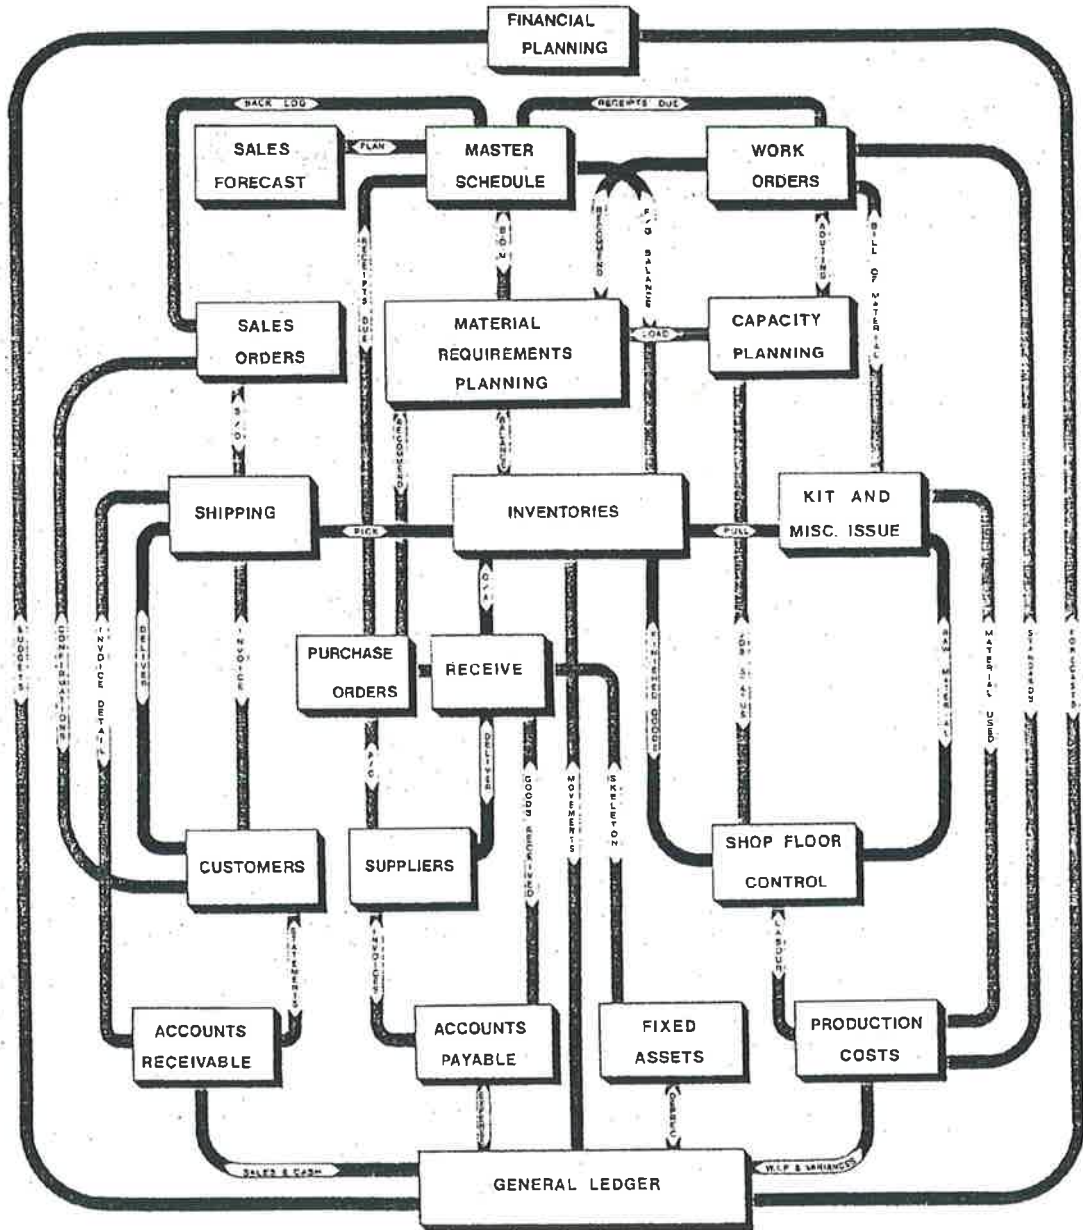 FINANCIAL
PLANNING
BACK LOG
RECEIPTS DUE
SALES
FORECAST
PLAN
MASTER
SCHEDULE
WORK
ORDERS
RECEIPTS DUE
B.O.M
RECOMEND
F/G BALANCE
BILL OF MATERIAL
SALES
ORDERS
MATERIAL
REQUIREMENTS
PLANNING
LOAD
CAPACITY
PLANNING
S/O
RECOMMEND
BALANCE
SHIPPING
PICK
INVENTORIES
PULL
KIT AND
MISC. ISSUE
BUDGETS
CONFIRMATIONS
INVOICE DETAIL
DELIVER
INVOICE
PURCHASE
ORDERS
RECEIVE
FINISHED GOODS
JOB STATUS
RAW MATERIAL
MATERIAL USED
STANDARDS
DELIVER
GOODS RECEIVED
MOVEMENTS
SKELETON
CUSTOMERS
SUPPLIERS
SHOP FLOOR
CONTROL
STATEMENTS
INVOICES
LABOUR
ACCOUNTS
RECEIVABLE
ACCOUNTS
PAYABLE
FIXED
ASSETS
PRODUCTION
COSTS
SALES & CASH
W.I.P & VARIANCES
GENERAL LEDGER